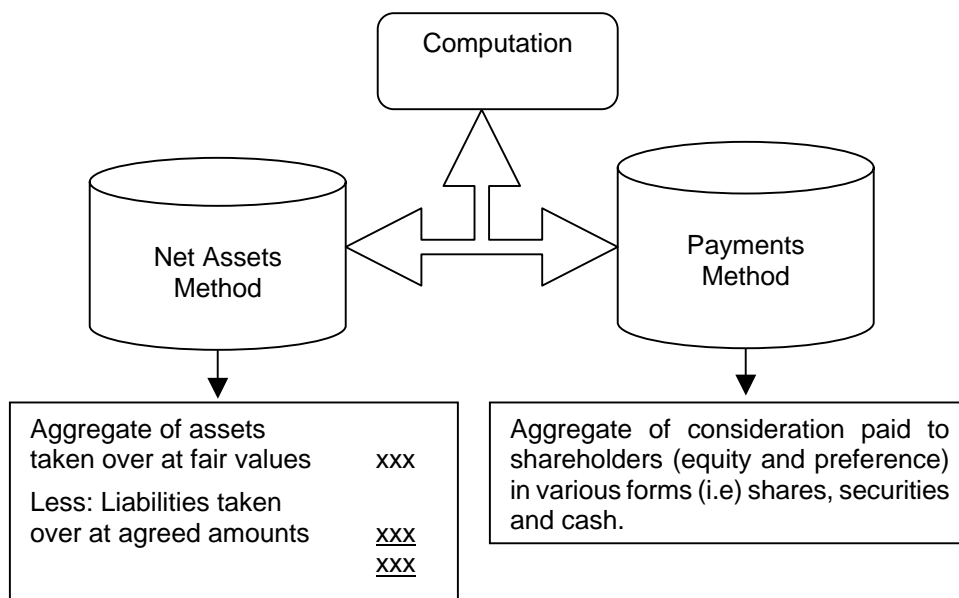 Computation
Net Assets
Method
Payments
Method
Aggregate of assets
taken over at fair values xxx
Less: Liabilities taken
over at agreed amounts xxx
xxx
Aggregate of consideration paid to
shareholders (equity and preference)
in various forms (i.e) shares, securities
and cash.